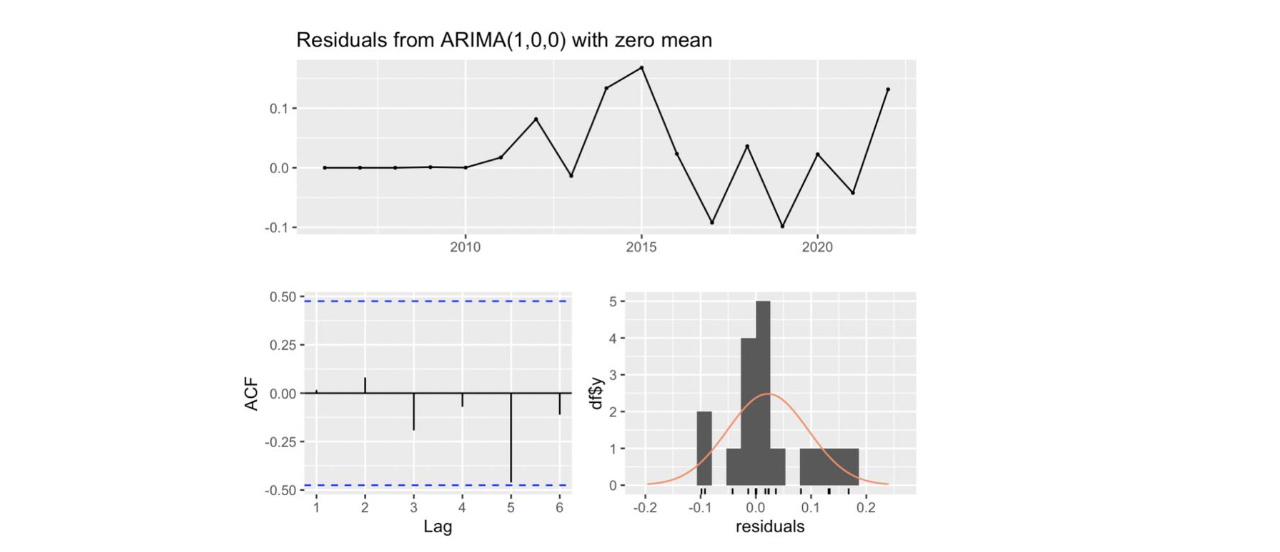 Residuals from ARIMA(1,0,0) with zero mean
0.1
0.0
-0.1
2010 2015 2020
0.50
0.25
0.00
-0.25
-0.50
ACF
1 2 3 4 5 6
Lag
5
4
3
2
1
0
df$y
-0.2 -0.1 0.0 0.1 0.2
residuals